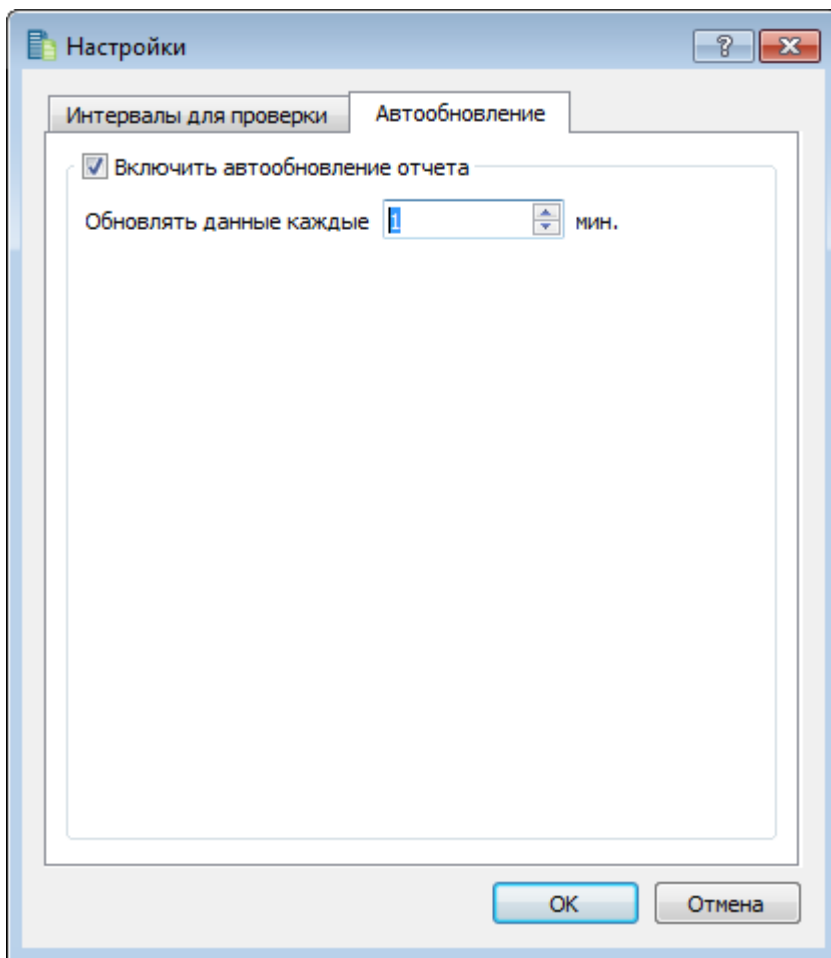 Настройки
Интервалы для проверки Автообновление
Включить автообновление отчета
Обновлять данные каждые 1 мин.
OK Отмена